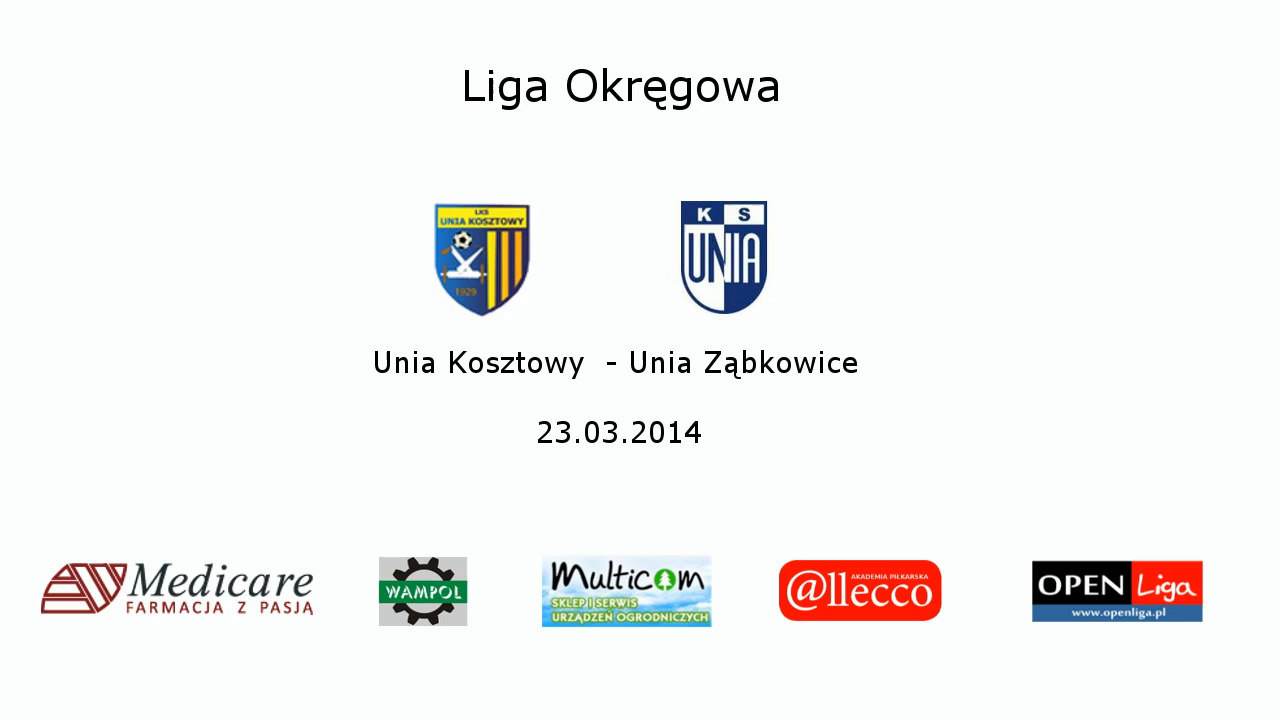 Liga Okręgowa
LKS
UNIA KOSZTOWY
1929
K S
UNIA
Unia Kosztowy - Unia Ząbkowice
23.03.2014
Medicare
FARMACJA Z PASJĄ
WAMPOL
Multicom
SKLEP I SERWIS
URZĄDZEŃ OGRODNICZYCH
AKADEMIA PIŁKARSKA
@llecco
OPEN Liga
www.openliga.pl